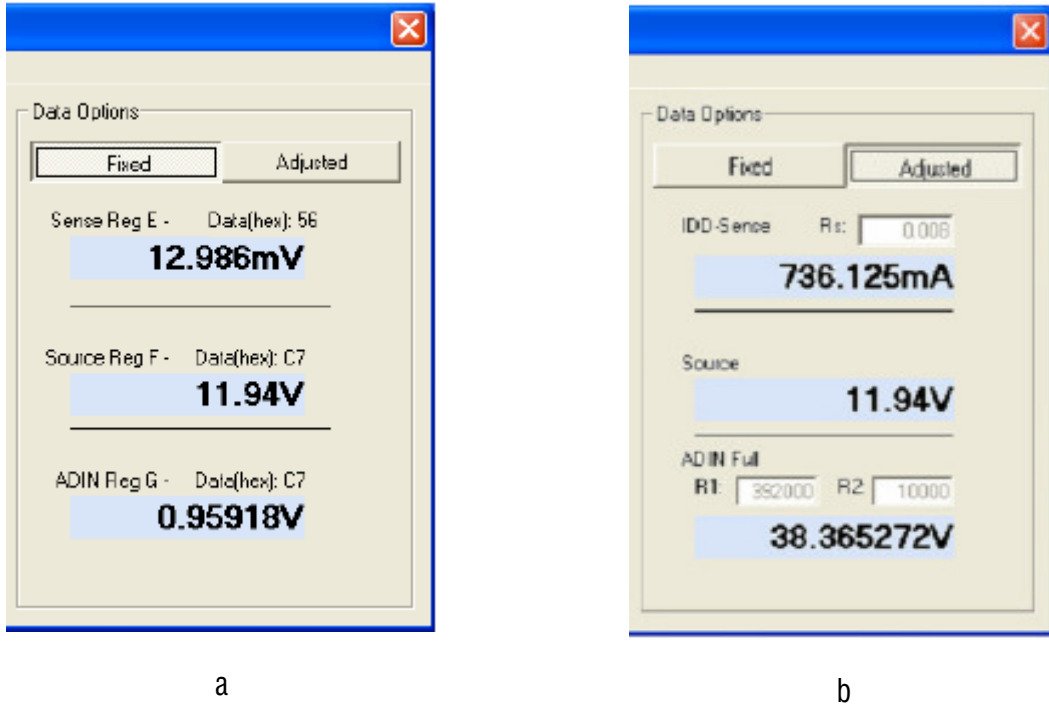 Data Options
Fixed Adjusted
Sense Reg E - Data(hex): 56
12.986mV
Source Reg F - Data(hex): C7
11.94V
ADIN Reg G - Data(hex): C7
0.95918V
a
Data Options
Fixed Adjusted
IDD-Sense Rs: 0.008
736.125mA
Source
11.94V
ADIN Full
R1: 392000 R2: 10000
38.365272V
b